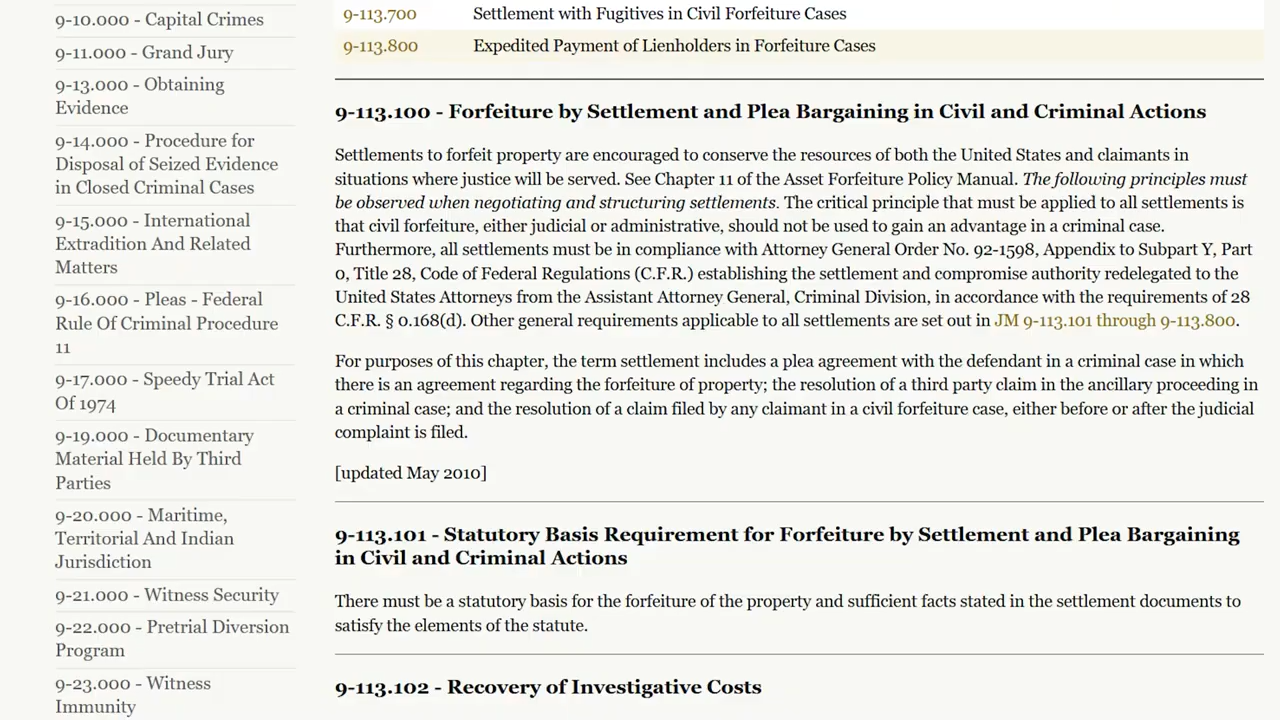 9-10.000 - Capital Crimes
9-11.000 - Grand Jury
9-13.000 - Obtaining
Evidence
9-14.000 - Procedure for
Disposal of Seized Evidence
in Closed Criminal Cases
9-15.000 - International
Extradition And Related
Matters
9-16.000 - Pleas - Federal
Rule Of Criminal Procedure
11
9-17.000 - Speedy Trial Act
Of 1974
9-19.000 - Documentary
Material Held By Third
Parties
9-20.000 - Maritime,
Territorial And Indian
Jurisdiction
9-21.000 - Witness Security
9-22.000 - Pretrial Diversion
Program
9-23.000 - Witness
Immunity
9-113.700 Settlement with Fugitives in Civil Forfeiture Cases
9-113.800 Expedited Payment of Lienholders in Forfeiture Cases
9-113.100 - Forfeiture by Settlement and Plea Bargaining in Civil and Criminal Actions
Settlements to forfeit property are encouraged to conserve the resources of both the United States and claimants in
situations where justice will be served. See Chapter 11 of the Asset Forfeiture Policy Manual. The following principles must
be observed when negotiating and structuring settlements. The critical principle that must be applied to all settlements is
that civil forfeiture, either judicial or administrative, should not be used to gain an advantage in a criminal case.
Furthermore, all settlements must be in compliance with Attorney General Order No. 92-1598, Appendix to Subpart Y, Part
0, Title 28, Code of Federal Regulations (C.F.R.) establishing the settlement and compromise authority redelegated to the
United States Attorneys from the Assistant Attorney General, Criminal Division, in accordance with the requirements of 28
C.F.R. § 0.168(d). Other general requirements applicable to all settlements are set out in JM 9-113.101 through 9-113.800.
For purposes of this chapter, the term settlement includes a plea agreement with the defendant in a criminal case in which
there is an agreement regarding the forfeiture of property; the resolution of a third party claim in the ancillary proceeding in
a criminal case; and the resolution of a claim filed by any claimant in a civil forfeiture case, either before or after the judicial
complaint is filed.
[updated May 2010]
9-113.101 - Statutory Basis Requirement for Forfeiture by Settlement and Plea Bargaining
in Civil and Criminal Actions
There must be a statutory basis for the forfeiture of the property and sufficient facts stated in the settlement documents to
satisfy the elements of the statute.
9-113.102 - Recovery of Investigative Costs